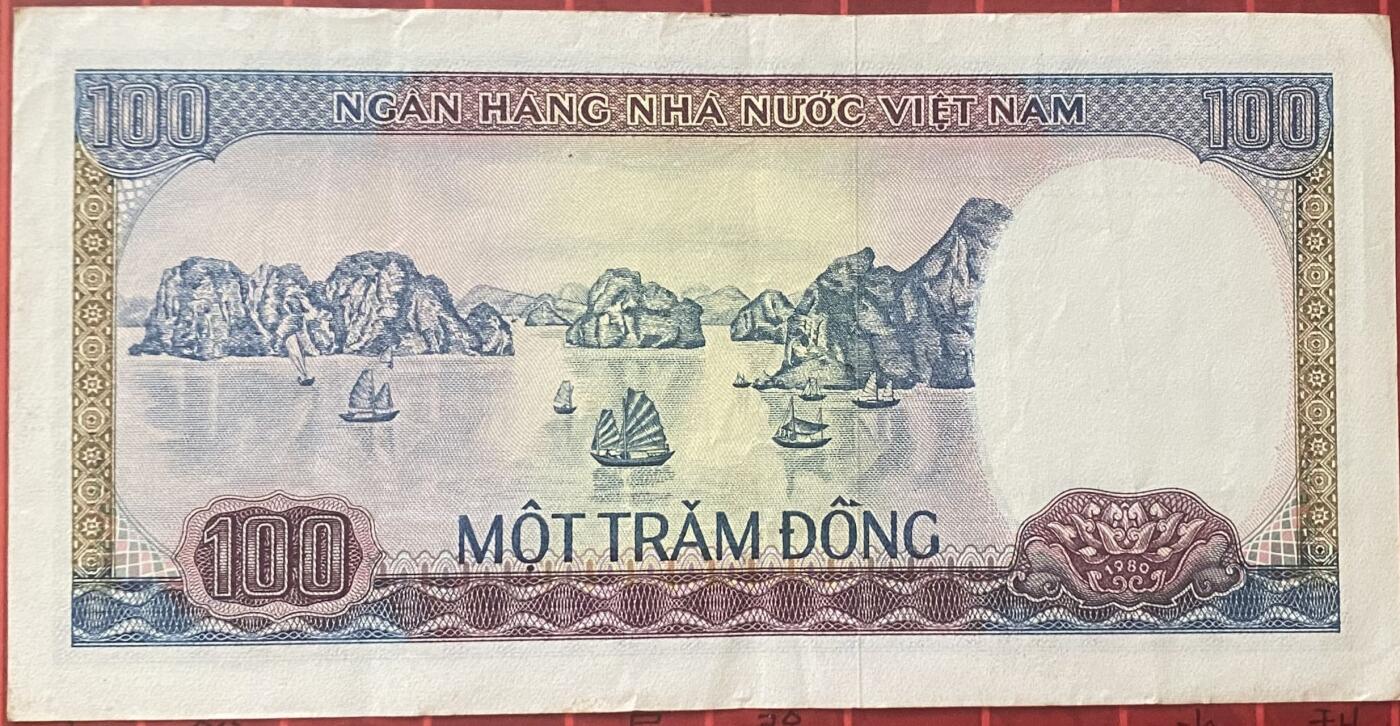 100 NGÂN HÀNG NHÀ NƯỚC VIỆT NAM 100
MỘT TRĂM ĐỒNG
100
1980